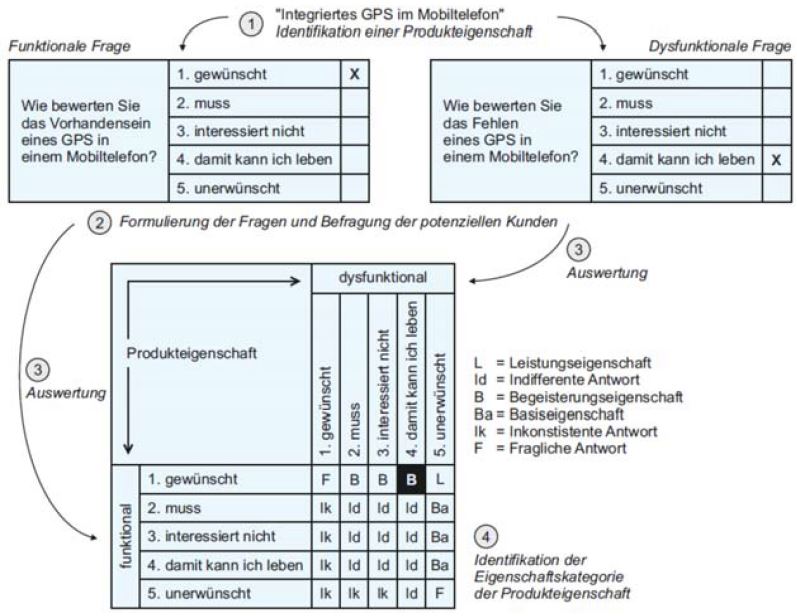 1
"Integriertes GPS im Mobiltelefon"
Identifikation einer Produkteigenschaft
Funktionale Frage
Dysfunktionale Frage
Wie bewerten Sie
das Vorhandensein
eines GPS in
einem Mobiltelefon?
1. gewünscht X
2. muss
3. interessiert nicht
4. damit kann ich leben
5. unerwünscht
Wie bewerten Sie
das Fehlen
eines GPS in
einem Mobiltelefon?
1. gewünscht
2. muss
3. interessiert nicht
4. damit kann ich leben X
5. unerwünscht
2 Formulierung der Fragen und Befragung der potenziellen Kunden
3
Auswertung
3
Auswertung
dysfunktional
Produkteigenschaft
1. gewünscht
2. muss
3. interessiert nicht
4. damit kann ich leben
5. unerwünscht
funktional
1. gewünscht F B B B L
2. muss Ik Id Id Id Ba
3. interessiert nicht Ik Id Id Id Ba
4. damit kann ich leben Ik Id Id Id Ba
5. unerwünscht Ik Ik Ik Id F
L = Leistungseigenschaft
Id = Indifferente Antwort
B = Begeisterungseigenschaft
Ba = Basiseigenschaft
Ik = Inkonstistente Antwort
F = Fragliche Antwort
4
Identifikation der
Eigenschaftskategorie
der Produkteigenschaft